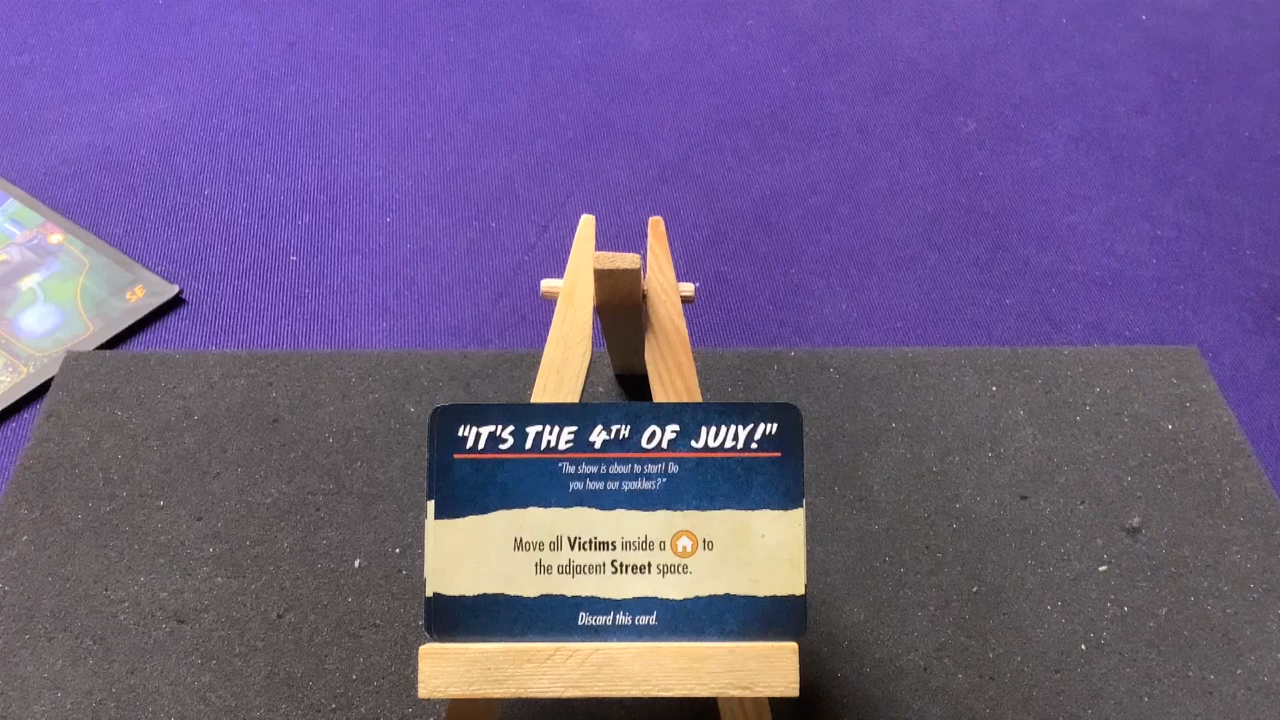 SE
"IT'S THE 4TH OF JULY!"
"The show is about to start! Do
you have our sparklers?"
Move all Victims inside a to
the adjacent Street space.
Discard this card.